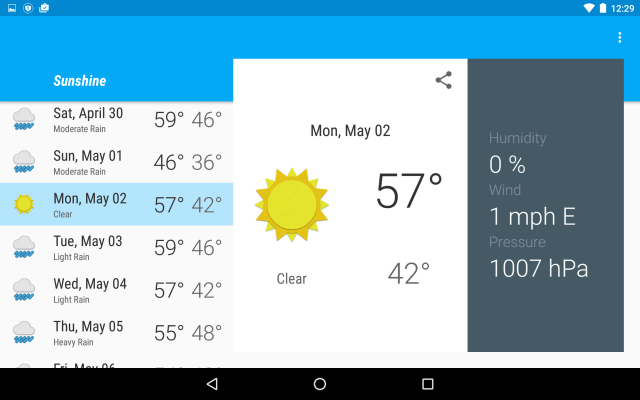 12:29
Sunshine
Sat, April 30
Moderate Rain
59° 46°
Sun, May 01
Moderate Rain
46° 36°
Mon, May 02
Clear
57° 42°
Tue, May 03
Light Rain
59° 46°
Wed, May 04
Light Rain
57° 42°
Thu, May 05
Heavy Rain
55° 48°
Fri, May 06
Mon, May 02
57°
Clear
42°
Humidity
0 %
Wind
1 mph E
Pressure
1007 hPa